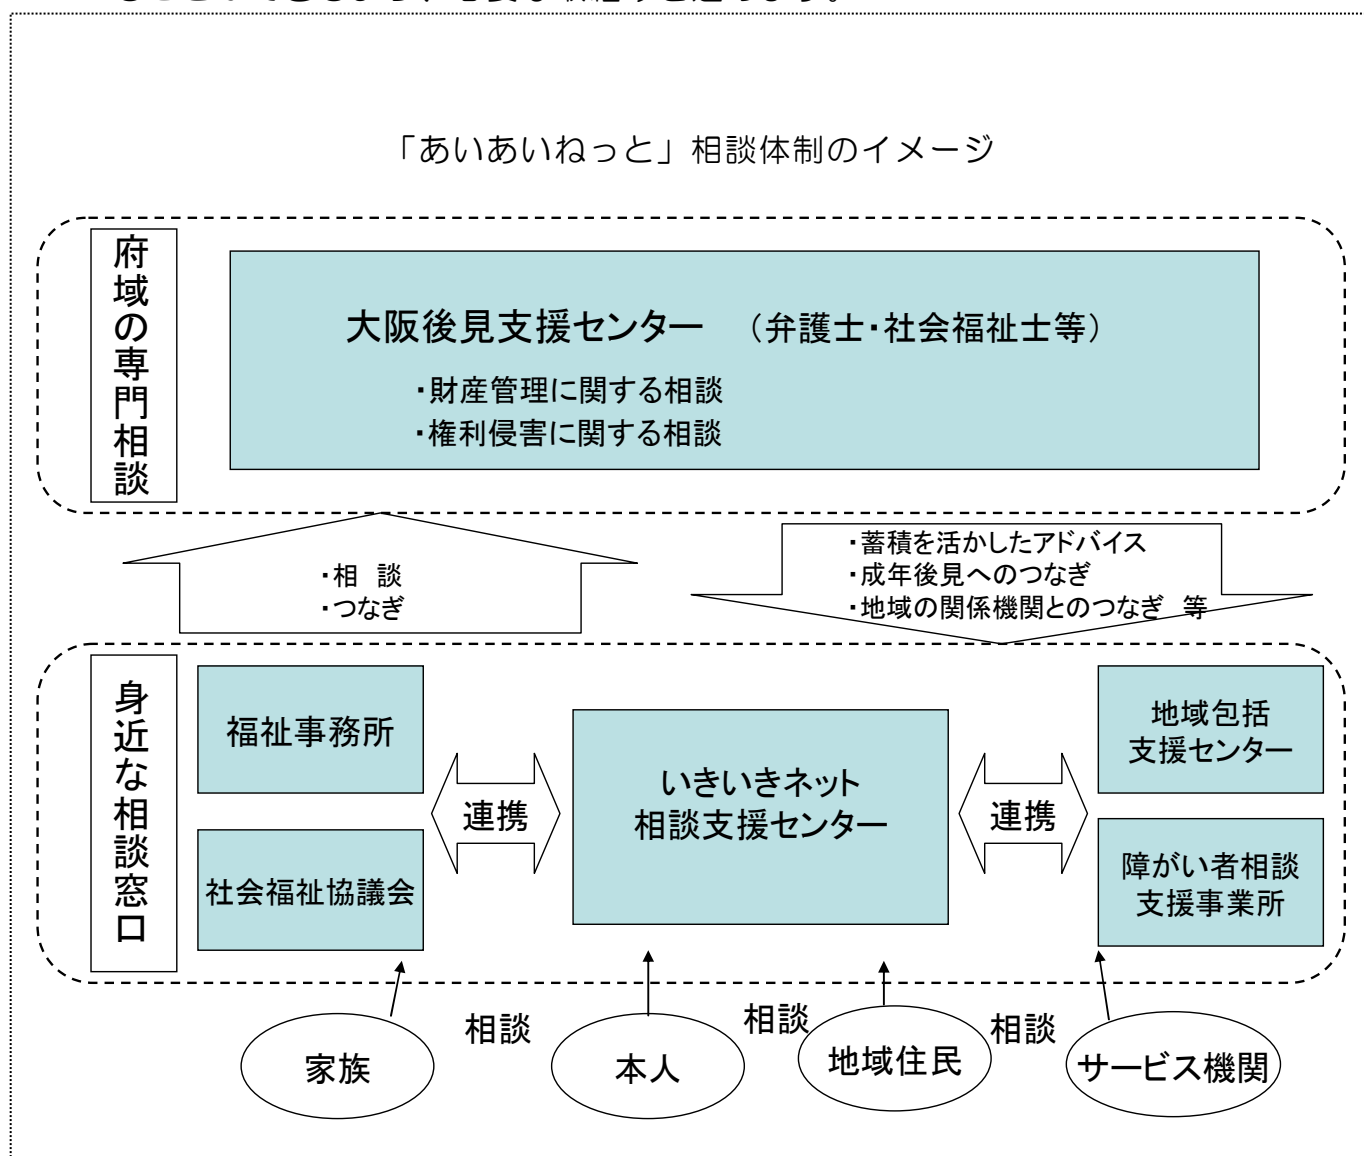 「あいあいねっと」相談体制のイメージ
府域の専門相談
大阪後見支援センター （弁護士・社会福祉士等）
・財産管理に関する相談
・権利侵害に関する相談
・相 談
・つなぎ
・蓄積を活かしたアドバイス
・成年後見へのつなぎ
・地域の関係機関とのつなぎ 等
身近な相談窓口
福祉事務所
社会福祉協議会
連携
いきいきネット
相談支援センター
連携
地域包括
支援センター
障がい者相談
支援事業所
相談
相談
相談
家族
本人
地域住民
サービス機関